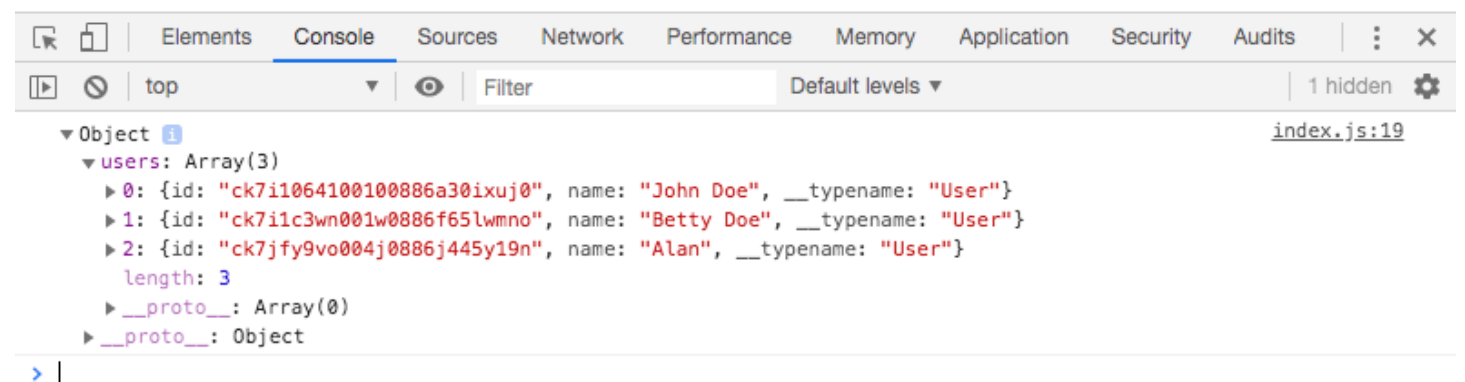 Elements Console Sources Network Performance Memory Application Security Audits
top Filter Default levels 1 hidden
Object i index.js:19
users: Array(3)
0: {id: "ck7i1064100100886a30ixuj0", name: "John Doe", __typename: "User"}
1: {id: "ck7i1c3wn001w0886f65lwmno", name: "Betty Doe", __typename: "User"}
2: {id: "ck7jfy9vo004j0886j445y19n", name: "Alan", __typename: "User"}
length: 3
__proto__: Array(0)
__proto__: Object
>